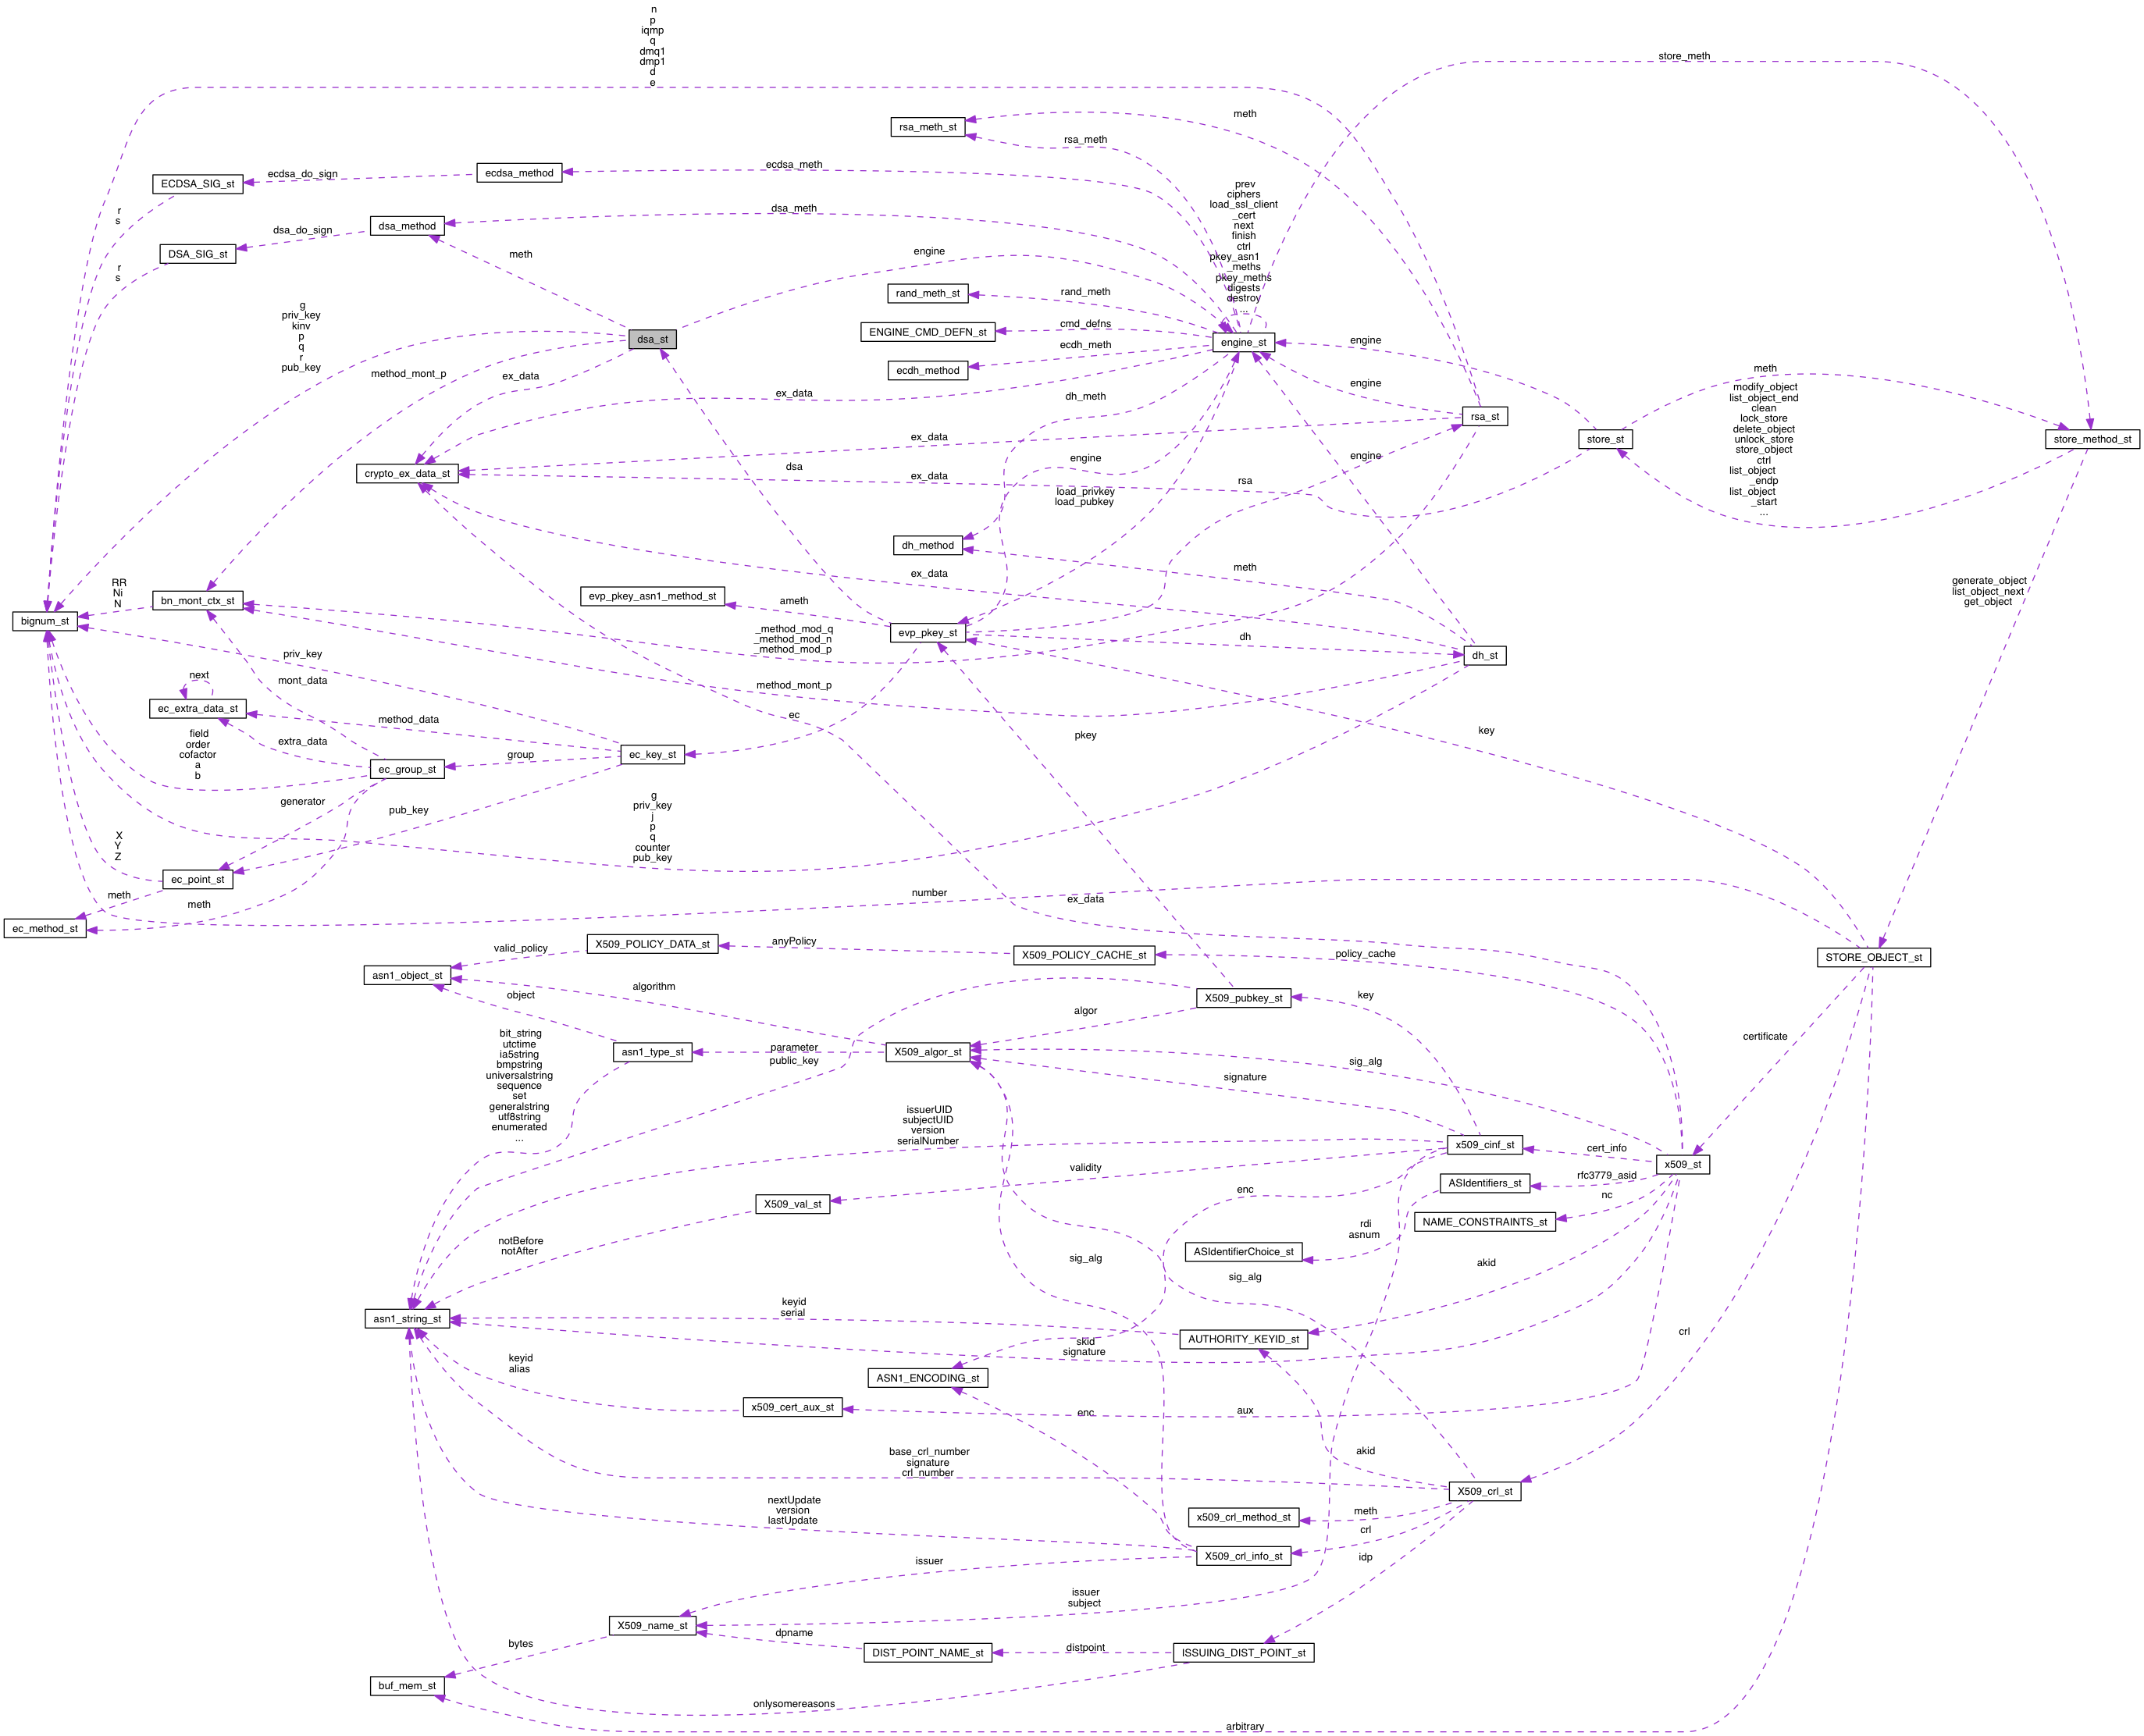 n
p
iqmp
q
dmq1
dmp1
d
e
store_meth
meth
rsa_meth_st
rsa_meth
ecdsa_meth
ecdsa_method
ecdsa_do_sign
ECDSA_SIG_st
prev
ciphers
load_ssl_client
_cert
next
finish
ctrl
pkey_asn1
_meths
pkey_meths
digests
destroy
...
r
s
dsa_meth
dsa_method
dsa_do_sign
DSA_SIG_st
meth
engine
r
s
rand_meth_st
rand_meth
g
priv_key
kinv
p
q
r
pub_key
dsa_st
ENGINE_CMD_DEFN_st
cmd_defns
engine_st
engine
ecdh_meth
ecdh_method
method_mont_p
ex_data
ex_data
dh_meth
engine
rsa_st
meth
modify_object
list_object_end
clean
lock_store
delete_object
unlock_store
store_object
ctrl
list_object
_endp
list_object
_start
...
store_st
store_method_st
ex_data
crypto_ex_data_st
dsa
ex_data
engine
engine
rsa
load_privkey
load_pubkey
dh_method
ex_data
meth
RR
Ni
N
bn_mont_ctx_st
evp_pkey_asn1_method_st
ameth
generate_object
list_object_next
get_object
bignum_st
_method_mod_q
_method_mod_n
_method_mod_p
evp_pkey_st
dh
dh_st
priv_key
next
mont_data
method_mont_p
ec_extra_data_st
method_data
ec
field
order
cofactor
a
b
extra_data
group
ec_key_st
ec_group_st
pkey
key
generator
pub_key
g
priv_key
j
p
q
counter
pub_key
X
Y
Z
ec_point_st
meth
meth
number
ex_data
ec_method_st
valid_policy
X509_POLICY_DATA_st
anyPolicy
X509_POLICY_CACHE_st
policy_cache
STORE_OBJECT_st
asn1_object_st
algorithm
object
X509_pubkey_st
key
algor
bit_string
utctime
ia5string
bmpstring
universalstring
sequence
set
generalstring
utf8string
enumerated
...
asn1_type_st
parameter
public_key
X509_algor_st
certificate
sig_alg
signature
issuerUID
subjectUID
version
serialNumber
x509_cinf_st
cert_info
x509_st
validity
rfc3779_asid
ASIdentifiers_st
enc
nc
X509_val_st
NAME_CONSTRAINTS_st
rdi
asnum
notBefore
notAfter
ASIdentifierChoice_st
sig_alg
akid
sig_alg
keyid
serial
asn1_string_st
AUTHORITY_KEYID_st
crl
skid
signature
keyid
alias
ASN1_ENCODING_st
x509_cert_aux_st
enc
aux
base_crl_number
signature
crl_number
akid
X509_crl_st
nextUpdate
version
lastUpdate
x509_crl_method_st
meth
crl
X509_crl_info_st
issuer
idp
issuer
subject
X509_name_st
dpname
bytes
DIST_POINT_NAME_st
distpoint
ISSUING_DIST_POINT_st
buf_mem_st
onlysomereasons
arbitrary